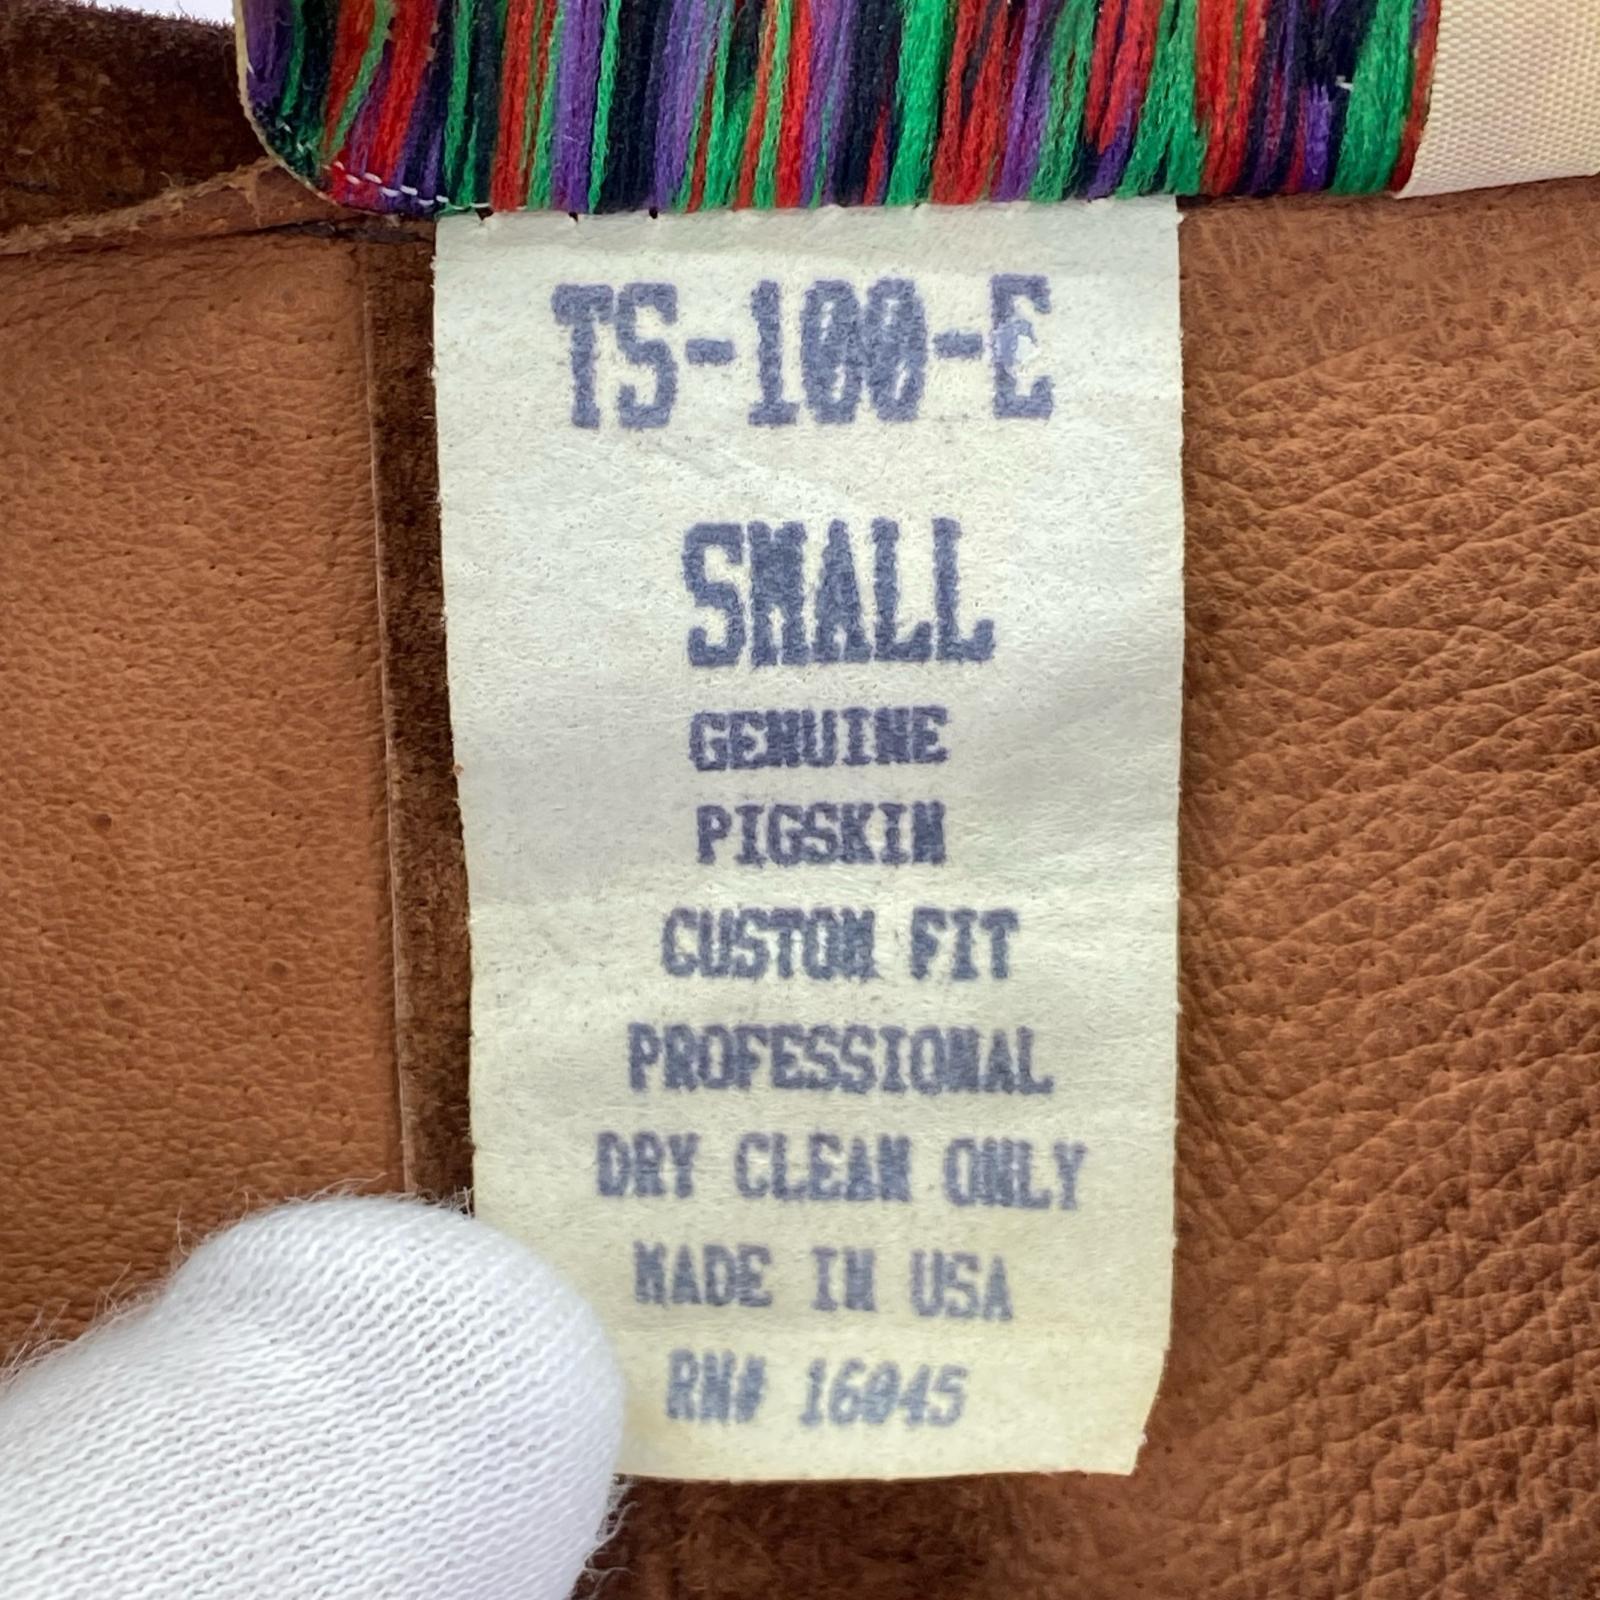 TS-100-E
SMALL
GENUINE
PIGSKIN
CUSTOM FIT
PROFESSIONAL
DRY CLEAN ONLY
MADE IN USA
RN# 16045